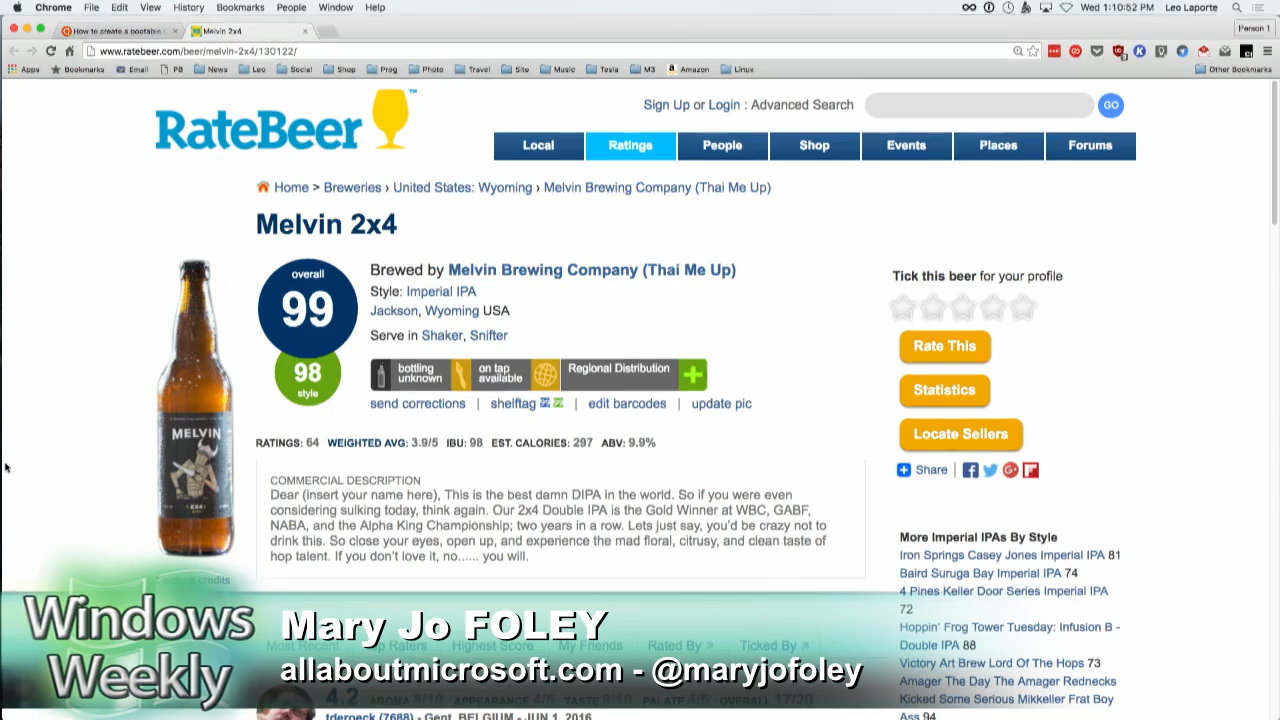 Chrome File Edit View History Bookmarks People Window Help Wed 1:10:52 PM Leo Laporte
How to create a bootable Melvin 2x4 Person 1
www.ratebeer.com/beer/melvin-2x4/130122/
Apps Bookmarks Email PB News Leo Social Shop Prog Photo Travel Site Music Tesla M3 Amazon Linux Other Bookmarks
RateBeer™
Sign Up or Login : Advanced Search GO
Local Ratings People Shop Events Places Forums
Home > Breweries › United States: Wyoming › Melvin Brewing Company (Thai Me Up)
Melvin 2x4
overall
99
98
style
Brewed by Melvin Brewing Company (Thai Me Up)
Style: Imperial IPA
Jackson, Wyoming USA
Serve in Shaker, Snifter
bottling unknown
on tap available
Regional Distribution
send corrections | shelftag | edit barcodes | update pic
MELVIN
2x4
RATINGS: 64 WEIGHTED AVG: 3.9/5 IBU: 98 EST. CALORIES: 297 ABV: 9.9%
COMMERCIAL DESCRIPTION
Dear (insert your name here), This is the best damn DIPA in the world. So if you were even
considering sulking today, think again. Our 2x4 Double IPA is the Gold Winner at WBC, GABF,
NABA, and the Alpha King Championship; two years in a row. Lets just say, you'd be crazy not to
drink this. So close your eyes, open up, and experience the mad floral, citrusy, and clean taste of
hop talent. If you don't love it, no...... you will.
Tick this beer for your profile
Rate This
Statistics
Locate Sellers
Share
More Imperial IPAs By Style
Iron Springs Casey Jones Imperial IPA 81
Baird Suruga Bay Imperial IPA 74
4 Pines Keller Door Series Imperial IPA
72
Hoppin' Frog Tower Tuesday: Infusion B -
Double IPA 88
Victory Art Brew Lord Of The Hops 73
Amager The Day The Amager Rednecks
Kicked Some Serious Mikkeller Frat Boy
Ass 94
picture credits
Windows
Weekly
Mary Jo FOLEY
allaboutmicrosoft.com - @maryjofoley
Most Recent Top Raters Highest Score My Friends Rated By Ticked By
4.2 AROMA 8/10 APPEARANCE 4/5 TASTE 9/10 PALATE 4/5 OVERALL 17/20
tderoeck (7688) - Gent, BELGIUM - JUN 1, 2016